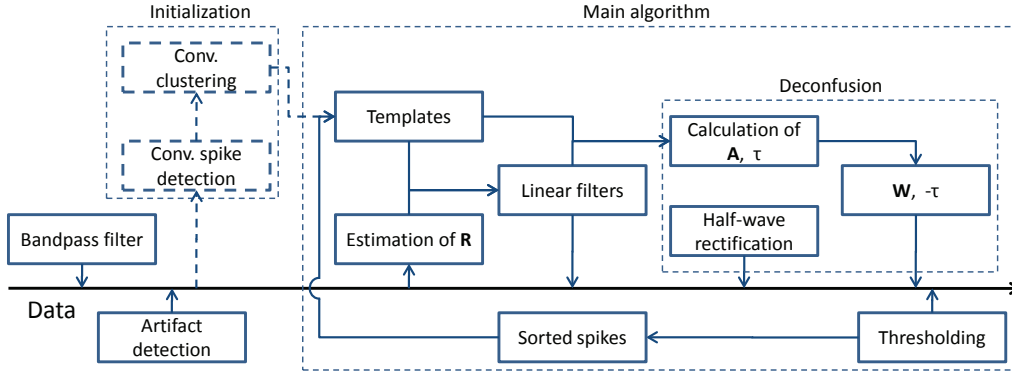 Initialization
Main algorithm
Conv.
clustering
Conv. spike
detection
Templates
Deconfusion
Calculation of
A, τ
Linear filters
W, -τ
Bandpass filter
Estimation of R
Half-wave
rectification
Data
Artifact
detection
Sorted spikes
Thresholding